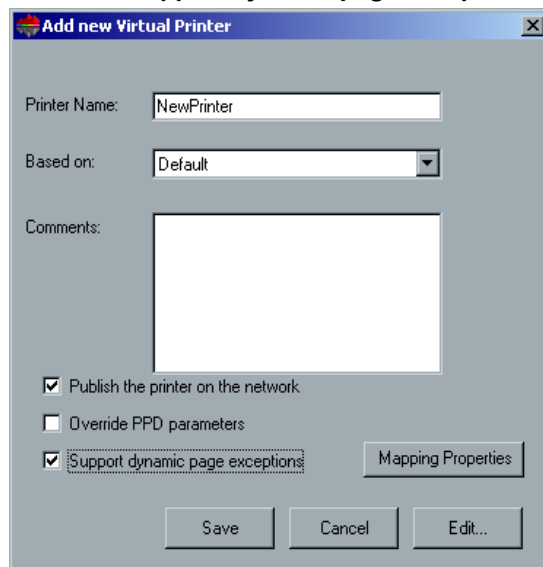 Add new Virtual Printer
Printer Name: NewPrinter
Based on: Default
Comments:
Publish the printer on the network
Override PPD parameters
Support dynamic page exceptions
Mapping Properties
Save Cancel Edit...